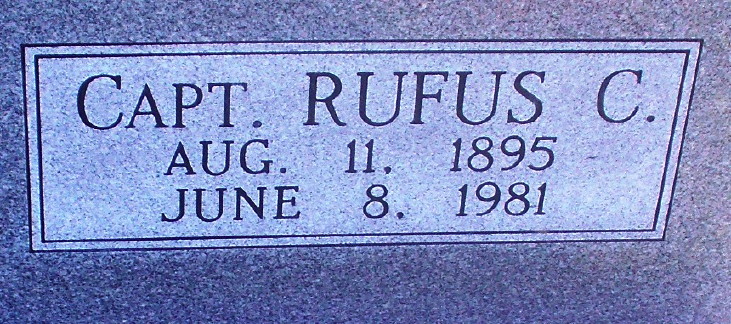 CAPT. RUFUS C.
AUG. 11, 1895
JUNE 8, 1981